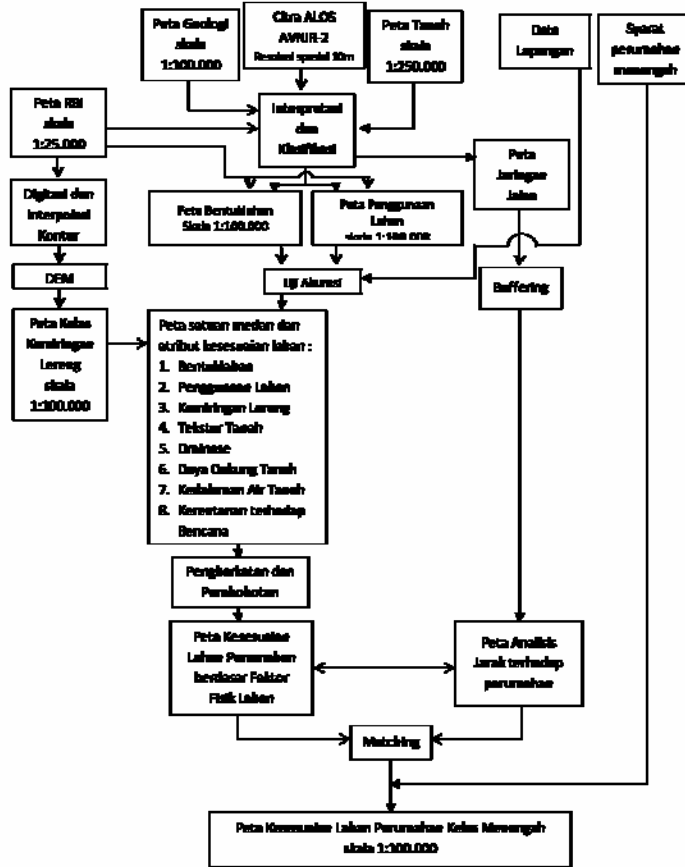 Peta Geologi
skala
1:100.000
Citra ALOS
AVNIR-2
Resolusi spasial 10m
Peta Tanah
skala
1:250.000
Data
Lapangan
Syarat
perumahan
menengah
Peta RBI
skala
1:25.000
Interpretasi
dan
Klasifikasi
Peta
Jaringan
Jalan
Digitasi dan
Interpolasi
Kontur
Peta Bentuklahan
Skala 1:100.000
Peta Penggunaan
Lahan
skala 1:100.000
DEM
Uji Akurasi
Buffering
Peta Kelas
Kemiringan
Lereng
skala
1:100.000
Peta satuan medan dan
atribut kesesuaian lahan :
1. Bentuklahan
2. Penggunaan Lahan
3. Kemiringan Lereng
4. Tekstur Tanah
5. Drainase
6. Daya Dukung Tanah
7. Kedalaman Air Tanah
8. Kerentanan terhadap
Bencana
Pengharkatan dan
Pembobotan
Peta Kesesuaian
Lahan Perumahan
berdasar Faktor
Fisik Lahan
Peta Analisis
Jarak terhadap
perumahan
Matching
Peta Kesesuaian Lahan Perumahan Kelas Menengah
skala 1:100.000